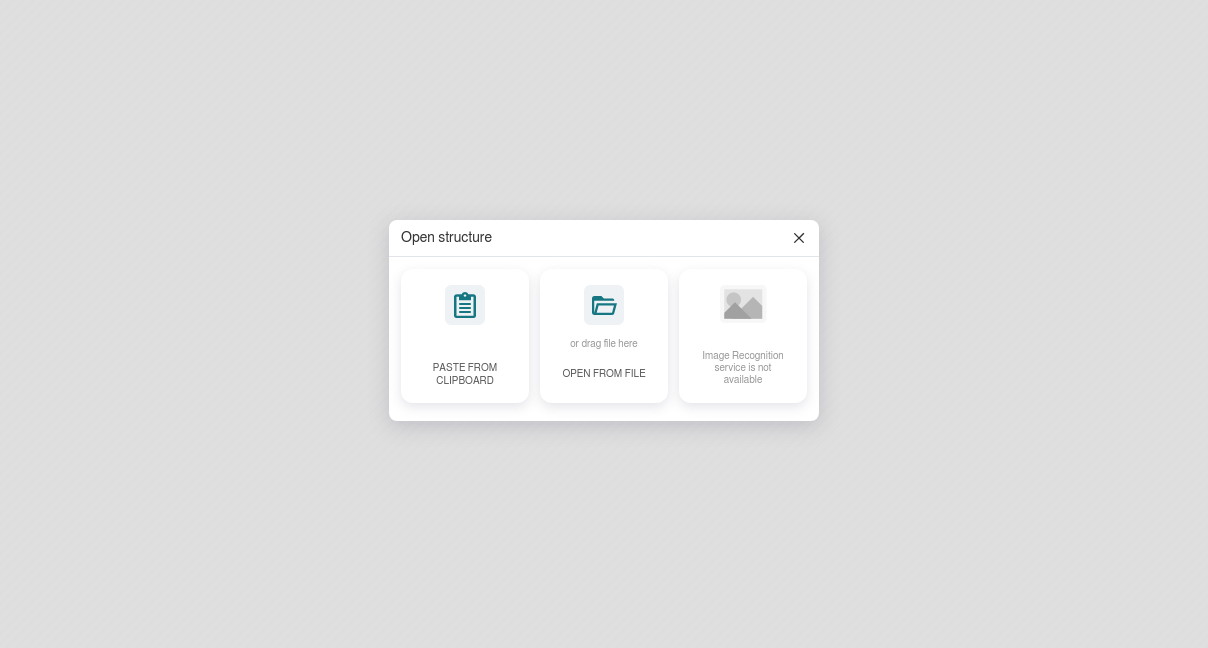 Open structure
PASTE FROM
CLIPBOARD
or drag file here
OPEN FROM FILE
Image Recognition
service is not
available